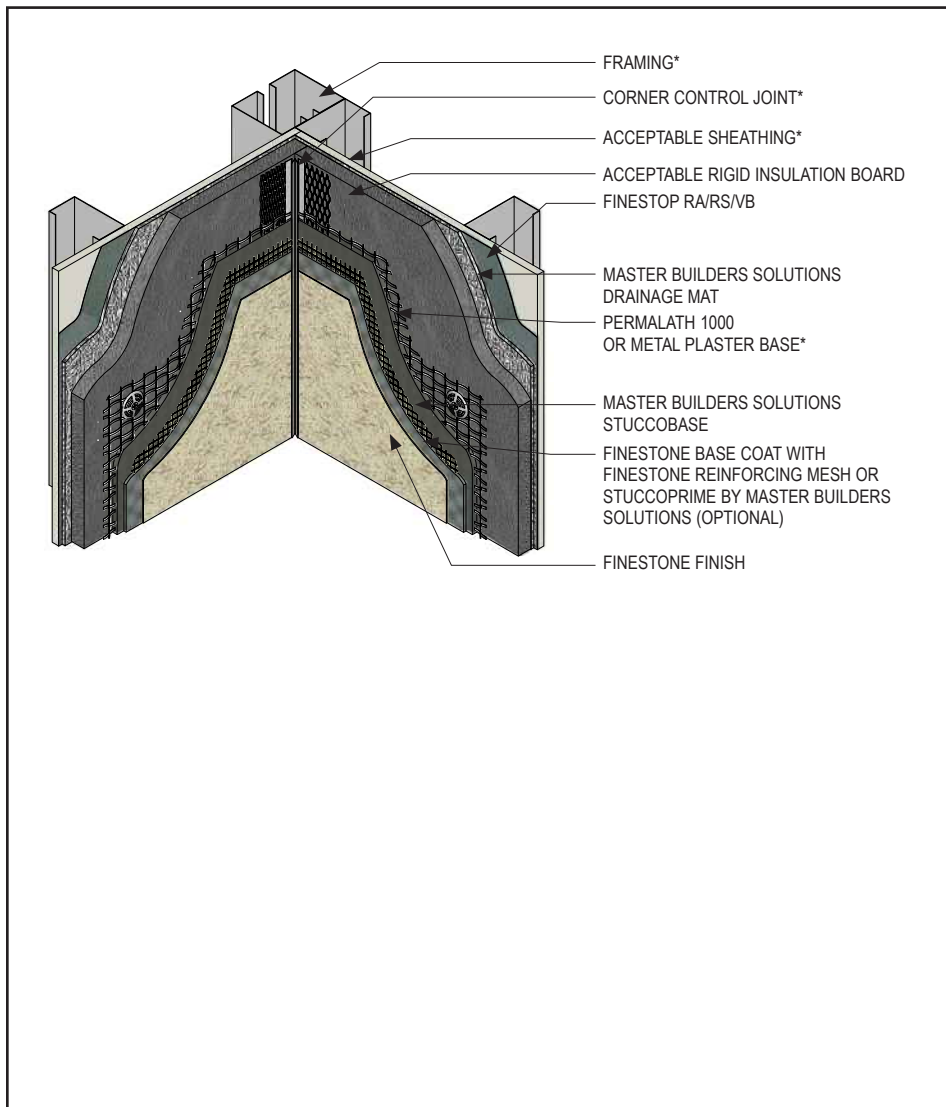 FRAMING*
CORNER CONTROL JOINT*
ACCEPTABLE SHEATHING*
ACCEPTABLE RIGID INSULATION BOARD
FINESTOP RA/RS/VB
MASTER BUILDERS SOLUTIONS
DRAINAGE MAT
PERMALATH 1000
OR METAL PLASTER BASE*
MASTER BUILDERS SOLUTIONS
STUCCOBASE
FINESTONE BASE COAT WITH
FINESTONE REINFORCING MESH OR
STUCCOPRIME BY MASTER BUILDERS
SOLUTIONS (OPTIONAL)
FINESTONE FINISH